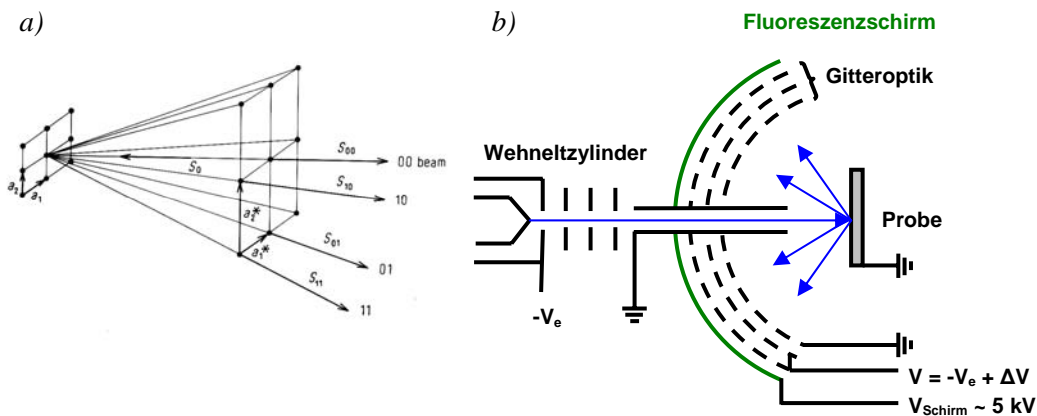 a)
a₂
a₁
S₀
S₀₀
00 beam
S₁₀
10
a₂*
a₁*
S₀₁
01
S₁₁
11
b)
Fluoreszenzschirm
Gitteroptik
Wehneltzylinder
Probe
-Vₑ
V = -Vₑ + ΔV
V_Schirm ~ 5 kV